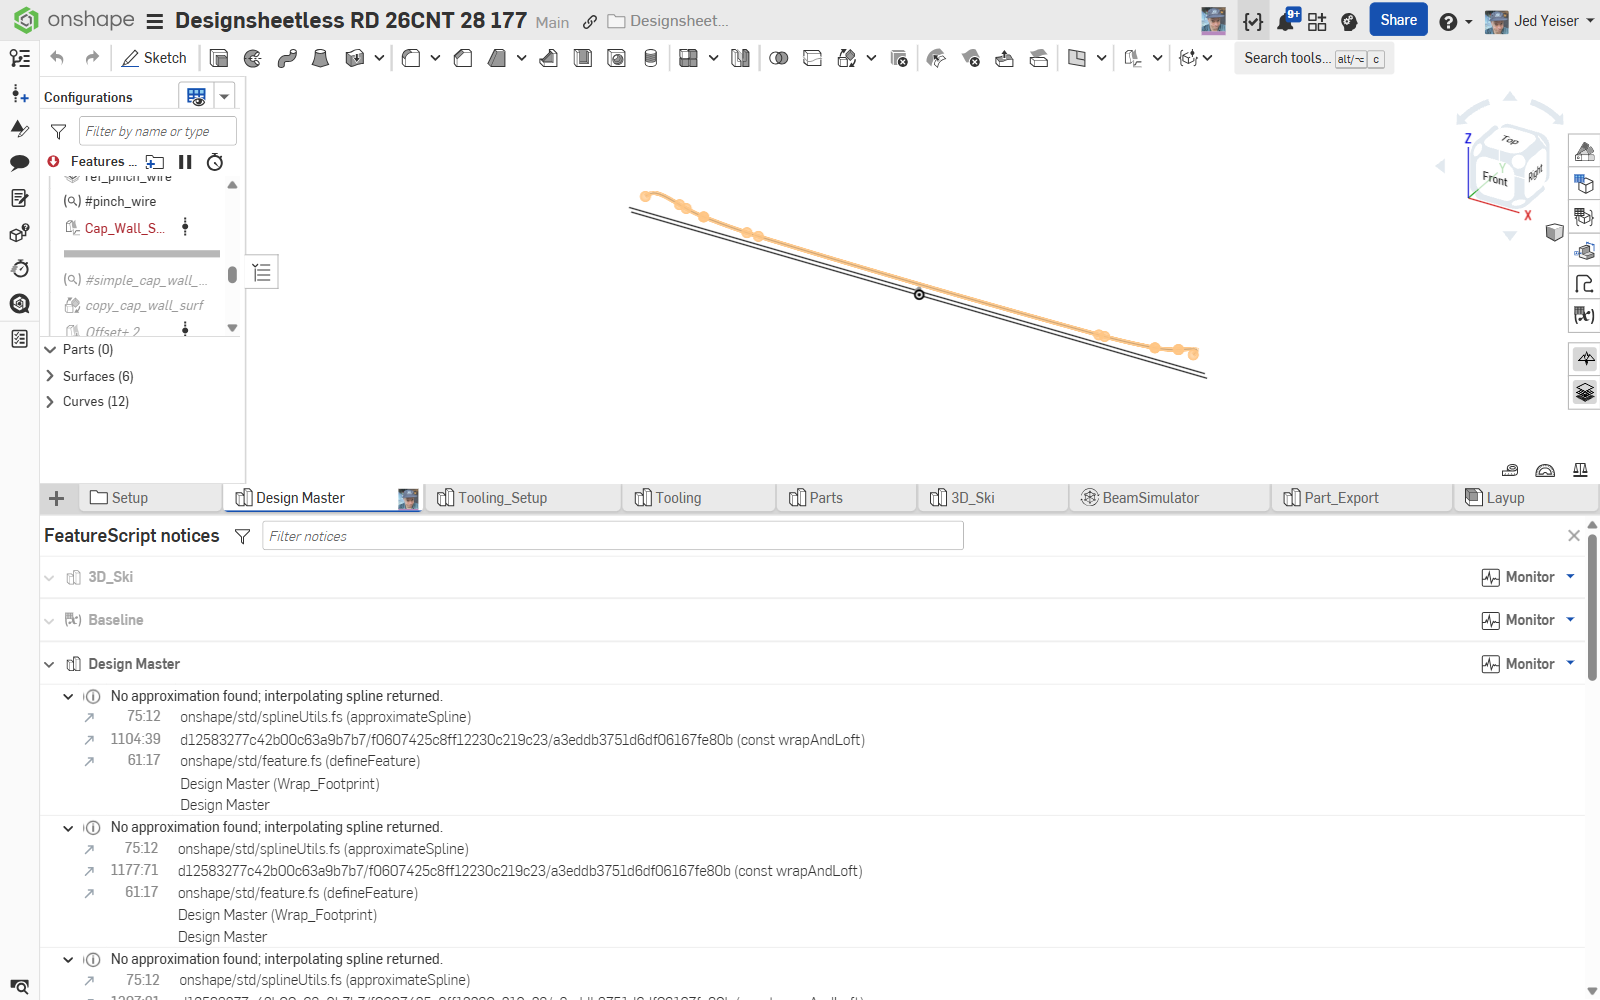 onshape
Designsheetless RD 26CNT 28 177
Main
Designsheet...
9+
Share
Jed Yeiser
Sketch
Search tools...
alt/⌥
c
Configurations
Filter by name or type
Features ...
ref_pinch_wire
#pinch_wire
Cap_Wall_S...
#simple_cap_wall_...
copy_cap_wall_surf
Offset+ 2
Parts (0)
Surfaces (6)
Curves (12)
Z
Top
Y
Front
Right
X
Setup
Design Master
Tooling_Setup
Tooling
Parts
3D_Ski
BeamSimulator
Part_Export
Layup
FeatureScript notices
Filter notices
3D_Ski
Monitor
Baseline
Monitor
Design Master
Monitor
No approximation found; interpolating spline returned.
75:12 onshape/std/splineUtils.fs (approximateSpline)
1104:39 d12583277c42b00c63a9b7b7/f0607425c8ff12230c219c23/a3eddb3751d6df06167fe80b (const wrapAndLoft)
61:17 onshape/std/feature.fs (defineFeature)
Design Master (Wrap_Footprint)
Design Master
No approximation found; interpolating spline returned.
75:12 onshape/std/splineUtils.fs (approximateSpline)
1177:71 d12583277c42b00c63a9b7b7/f0607425c8ff12230c219c23/a3eddb3751d6df06167fe80b (const wrapAndLoft)
61:17 onshape/std/feature.fs (defineFeature)
Design Master (Wrap_Footprint)
Design Master
No approximation found; interpolating spline returned.
75:12 onshape/std/splineUtils.fs (approximateSpline)